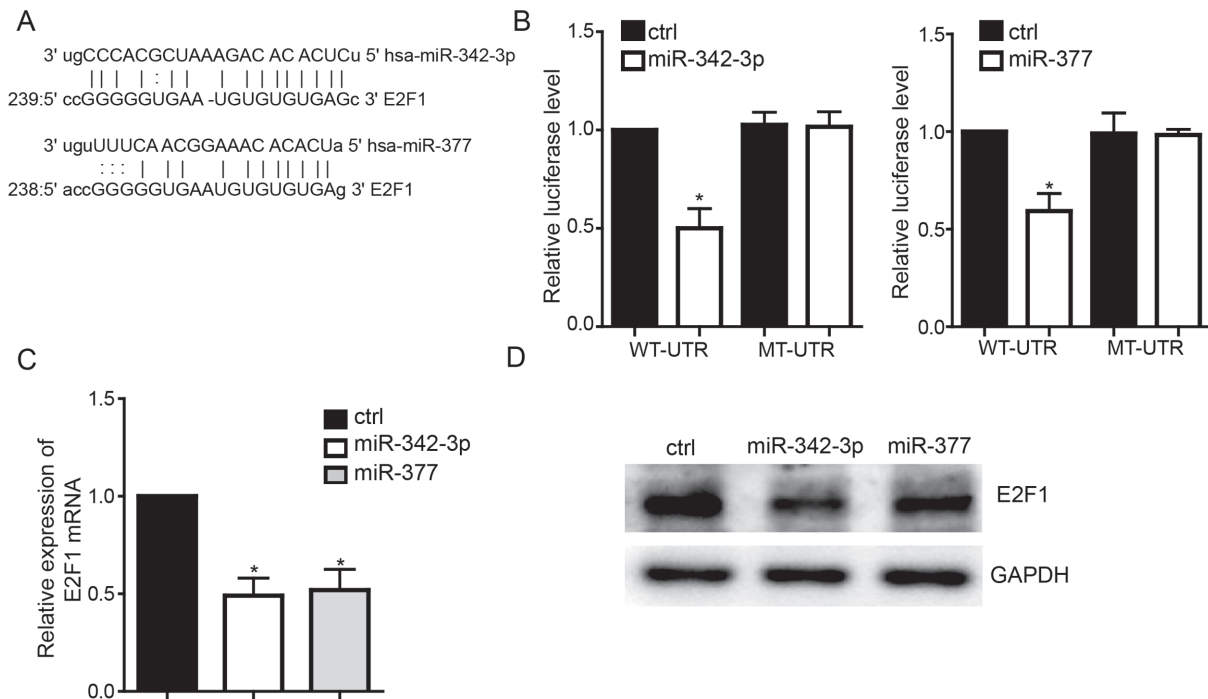 A
3' ugCCCACGCUAAAGAC AC ACUCu 5' hsa-miR-342-3p
| | | | : | | | | | | | | | |
239:5' ccGGGGGUGAA -UGUGUGUGAGc 3' E2F1
3' uguUUUCA ACGGAAAC ACACUa 5' hsa-miR-377
: : : | | | | | | | | | |
238:5' accGGGGGUGAAUGUGUGUGAg 3' E2F1
B
ctrl
miR-342-3p
Relative luciferase level
1.5
1.0
0.5
0.0
*
WT-UTR MT-UTR
ctrl
miR-377
Relative luciferase level
1.5
1.0
0.5
0.0
*
WT-UTR MT-UTR
C
Relative expression of
E2F1 mRNA
1.5
1.0
0.5
0.0
ctrl
miR-342-3p
miR-377
* *
D
ctrl miR-342-3p miR-377
E2F1
GAPDH